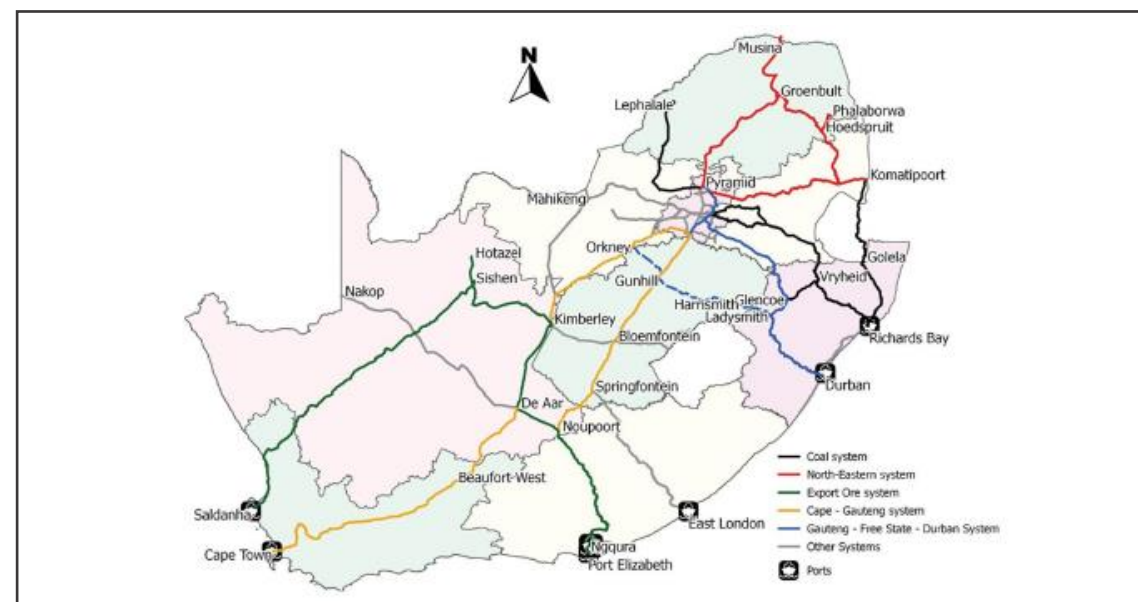 N
Musina
Groenbult
Lephalale
Phalaborwa
Hoedspruit
Komatipoort
Pyramid
Mahikeng
Golela
Orkney
Hotazel
Sishen
Vryheid
Gunhill
Nakop
Harrismith
Glencoe
Ladysmith
Kimberley
Richards Bay
Bloemfontein
Durban
Springfontein
De Aar
Noupoort
Coal system
North-Eastern system
Export Ore system
Cape - Gauteng system
Gauteng - Free State - Durban System
Other Systems
Ports
Beaufort-West
Saldanha
East London
Cape Town
Ngqura
Port Elizabeth